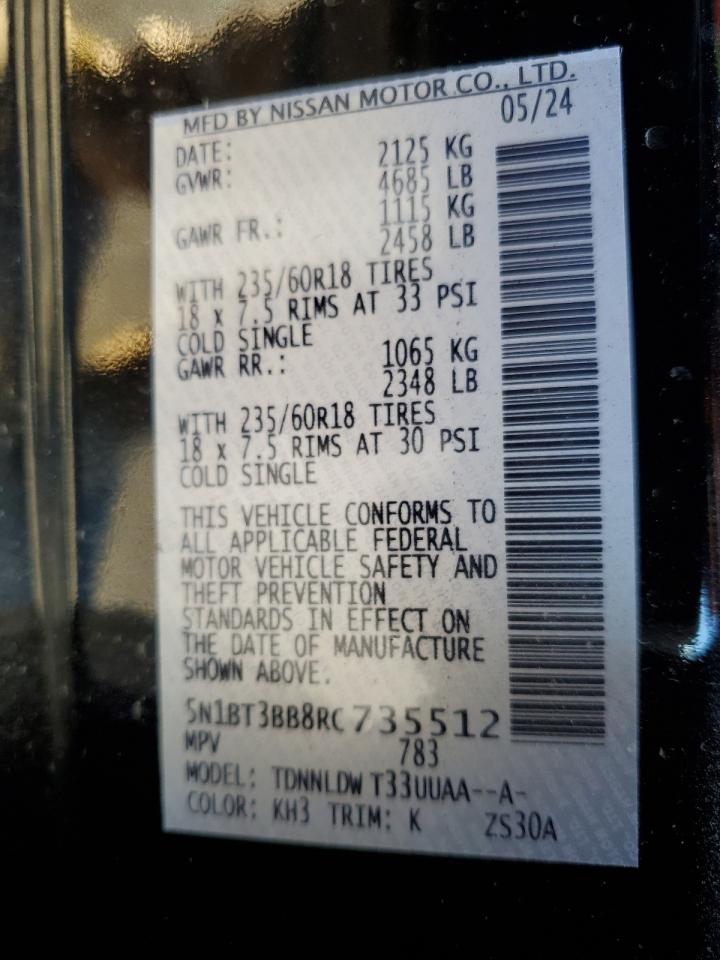 MFD BY NISSAN MOTOR CO., LTD.
DATE: 05/24
GVWR: 2125 KG
4685 LB
GAWR FR.: 1115 KG
2458 LB
WITH 235/60R18 TIRES
18 x 7.5 RIMS AT 33 PSI
COLD SINGLE
GAWR RR.: 1065 KG
2348 LB
WITH 235/60R18 TIRES
18 x 7.5 RIMS AT 30 PSI
COLD SINGLE
THIS VEHICLE CONFORMS TO
ALL APPLICABLE FEDERAL
MOTOR VEHICLE SAFETY AND
THEFT PREVENTION
STANDARDS IN EFFECT ON
THE DATE OF MANUFACTURE
SHOWN ABOVE.
5N1BT3BB8RC735512
MPV 783
MODEL: TDNNLDW T33UUAA--A-
COLOR: KH3 TRIM: K ZS30A